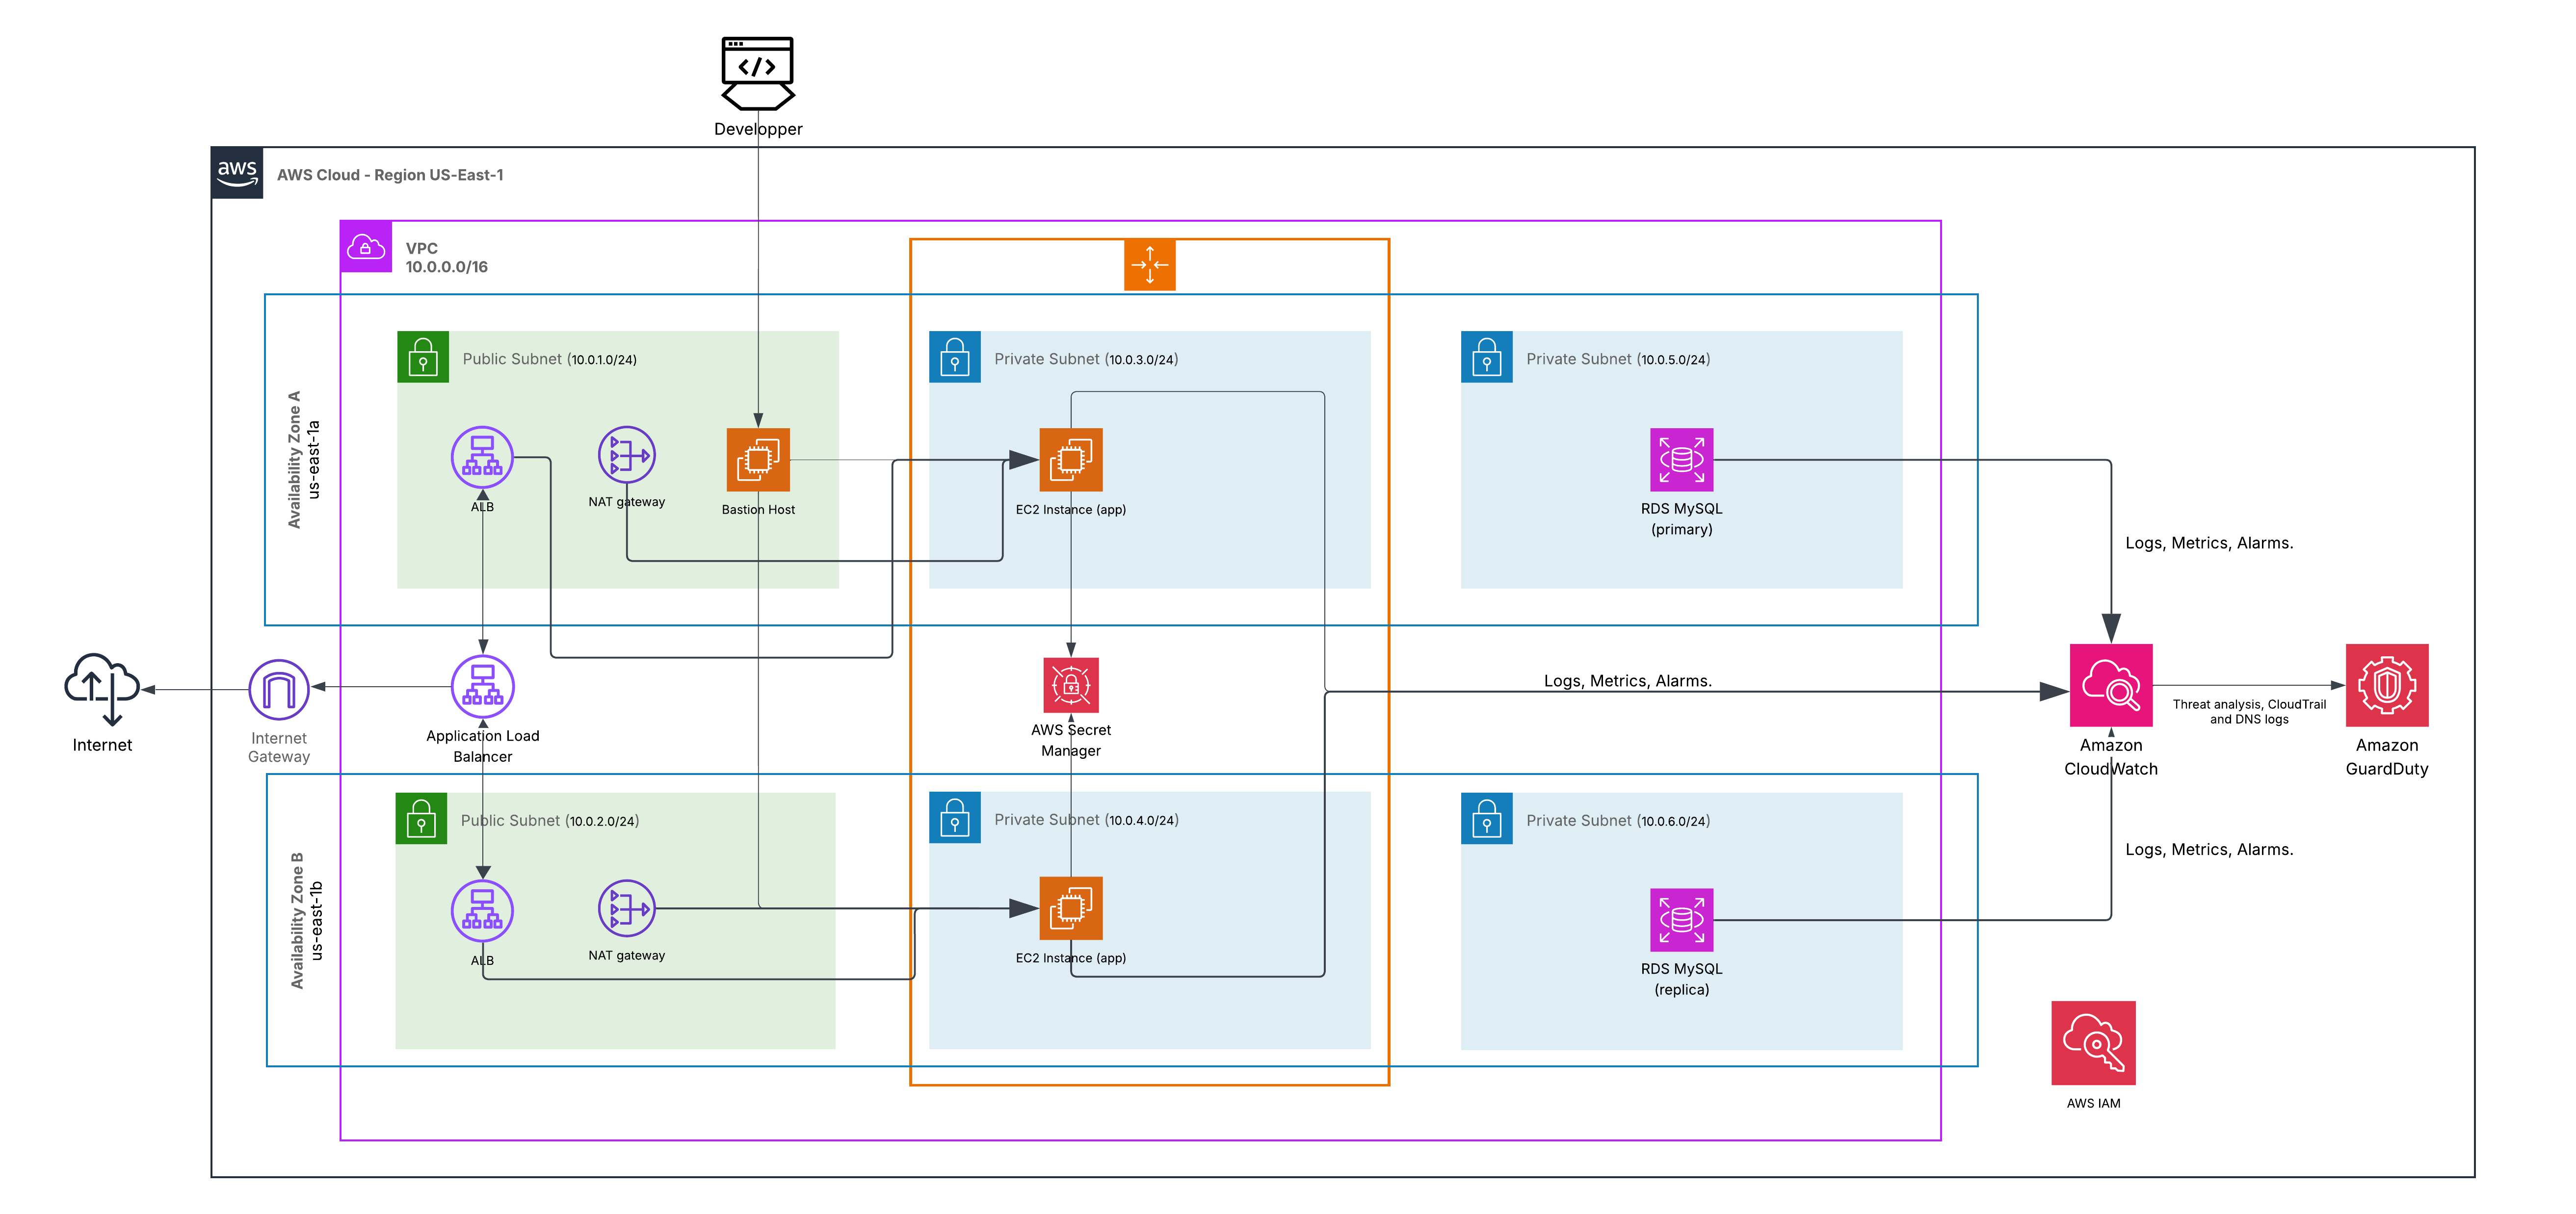 Developper
aws
AWS Cloud - Region US-East-1
VPC
10.0.0.0/16
Availability Zone A
us-east-1a
Public Subnet (10.0.1.0/24)
ALB
NAT gateway
Bastion Host
Private Subnet (10.0.3.0/24)
EC2 Instance (app)
Private Subnet (10.0.5.0/24)
RDS MySQL
(primary)
Logs, Metrics, Alarms.
Internet
Internet
Gateway
Application Load
Balancer
AWS Secret
Manager
Logs, Metrics, Alarms.
Amazon
CloudWatch
Threat analysis, CloudTrail
and DNS logs
Amazon
GuardDuty
Availability Zone B
us-east-1b
Public Subnet (10.0.2.0/24)
ALB
NAT gateway
Private Subnet (10.0.4.0/24)
EC2 Instance (app)
Private Subnet (10.0.6.0/24)
RDS MySQL
(replica)
Logs, Metrics, Alarms.
AWS IAM